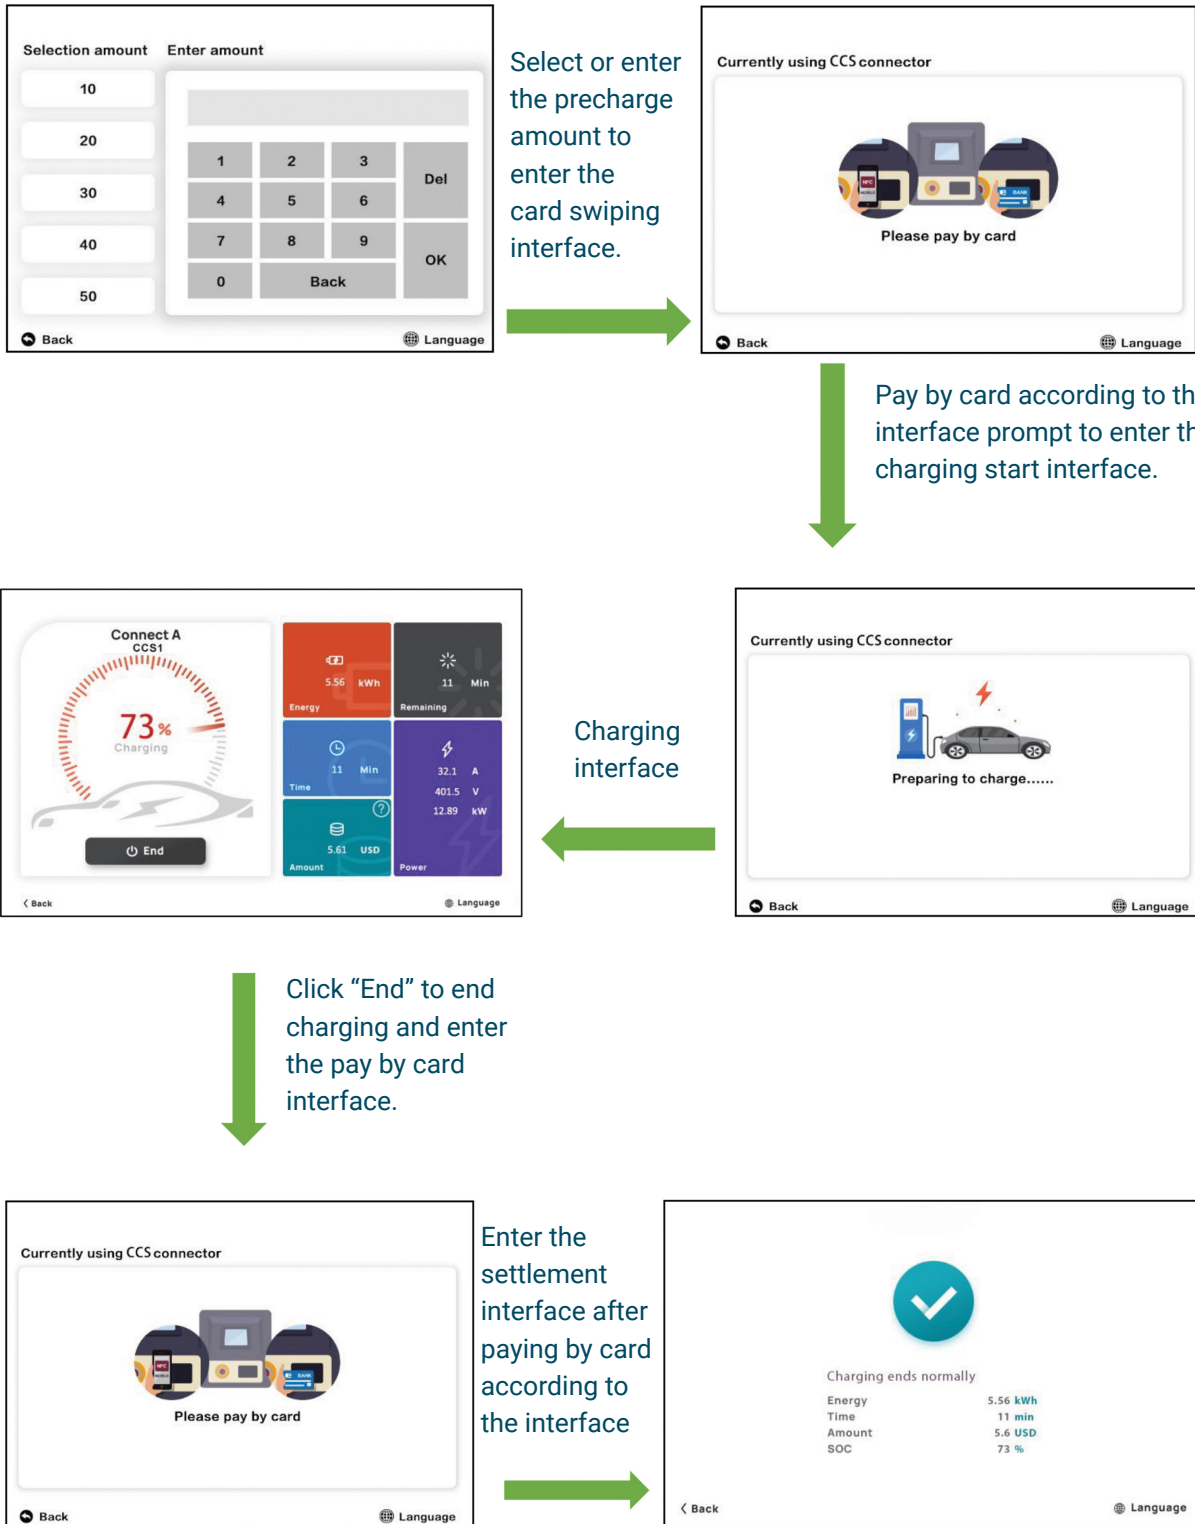 Selection amount
Enter amount
10
20
30
40
50
1 2 3 Del
4 5 6
7 8 9 OK
0 Back
Back
Language
Select or enter
the precharge
amount to
enter the
card swiping
interface.
Currently using CCS connector
NFC
MOBILE
BANK
Please pay by card
Back
Language
Pay by card according to th
interface prompt to enter th
charging start interface.
Currently using CCS connector
Preparing to charge......
Back
Language
Charging
interface
Connect A
CCS1
73%
Charging
End
5.56 kWh
Energy
11 Min
Remaining
11 Min
Time
32.1 A
401.5 V
12.89 kW
Power
?
5.61 USD
Amount
Back
Language
Click “End” to end
charging and enter
the pay by card
interface.
Currently using CCS connector
NFC
MOBILE
BANK
Please pay by card
Back
Language
Enter the
settlement
interface after
paying by card
according to
the interface
Charging ends normally
Energy 5.56 kWh
Time 11 min
Amount 5.6 USD
SOC 73 %
Back
Language